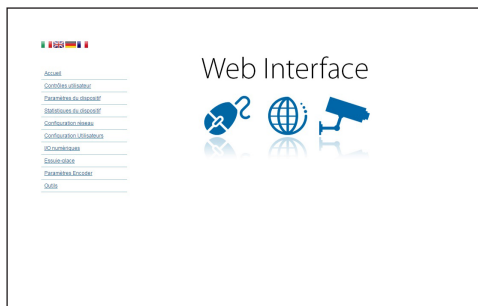 Web Interface
Accueil
Contrôles utilisateur
Paramètres du dispositif
Statistiques du dispositif
Configuration réseau
Configuration Utilisateurs
I/O numériques
Essuie-glace
Paramètres Encoder
Outils